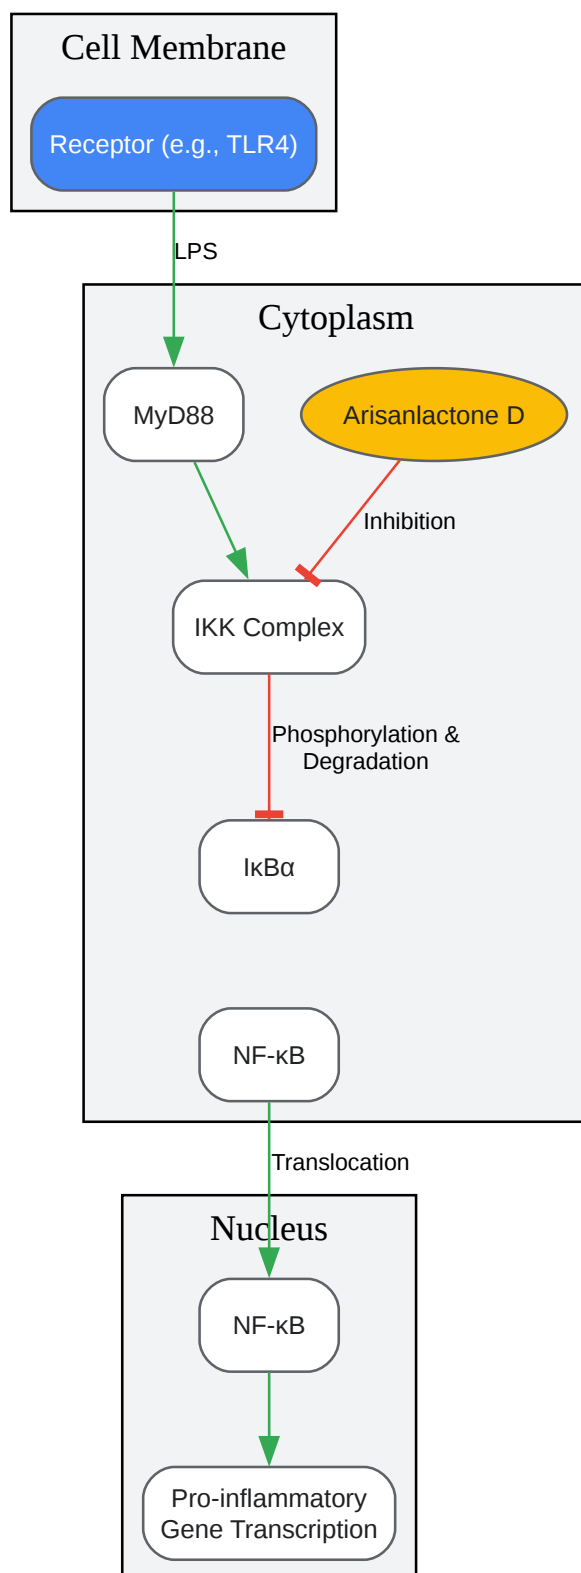 Cell Membrane
Receptor (e.g., TLR4)
LPS
Cytoplasm
MyD88
Arisanlactone D
Inhibition
IKK Complex
Phosphorylation &
Degradation
IκBα
NF-κB
Translocation
Nucleus
NF-κB
Pro-inflammatory
Gene Transcription